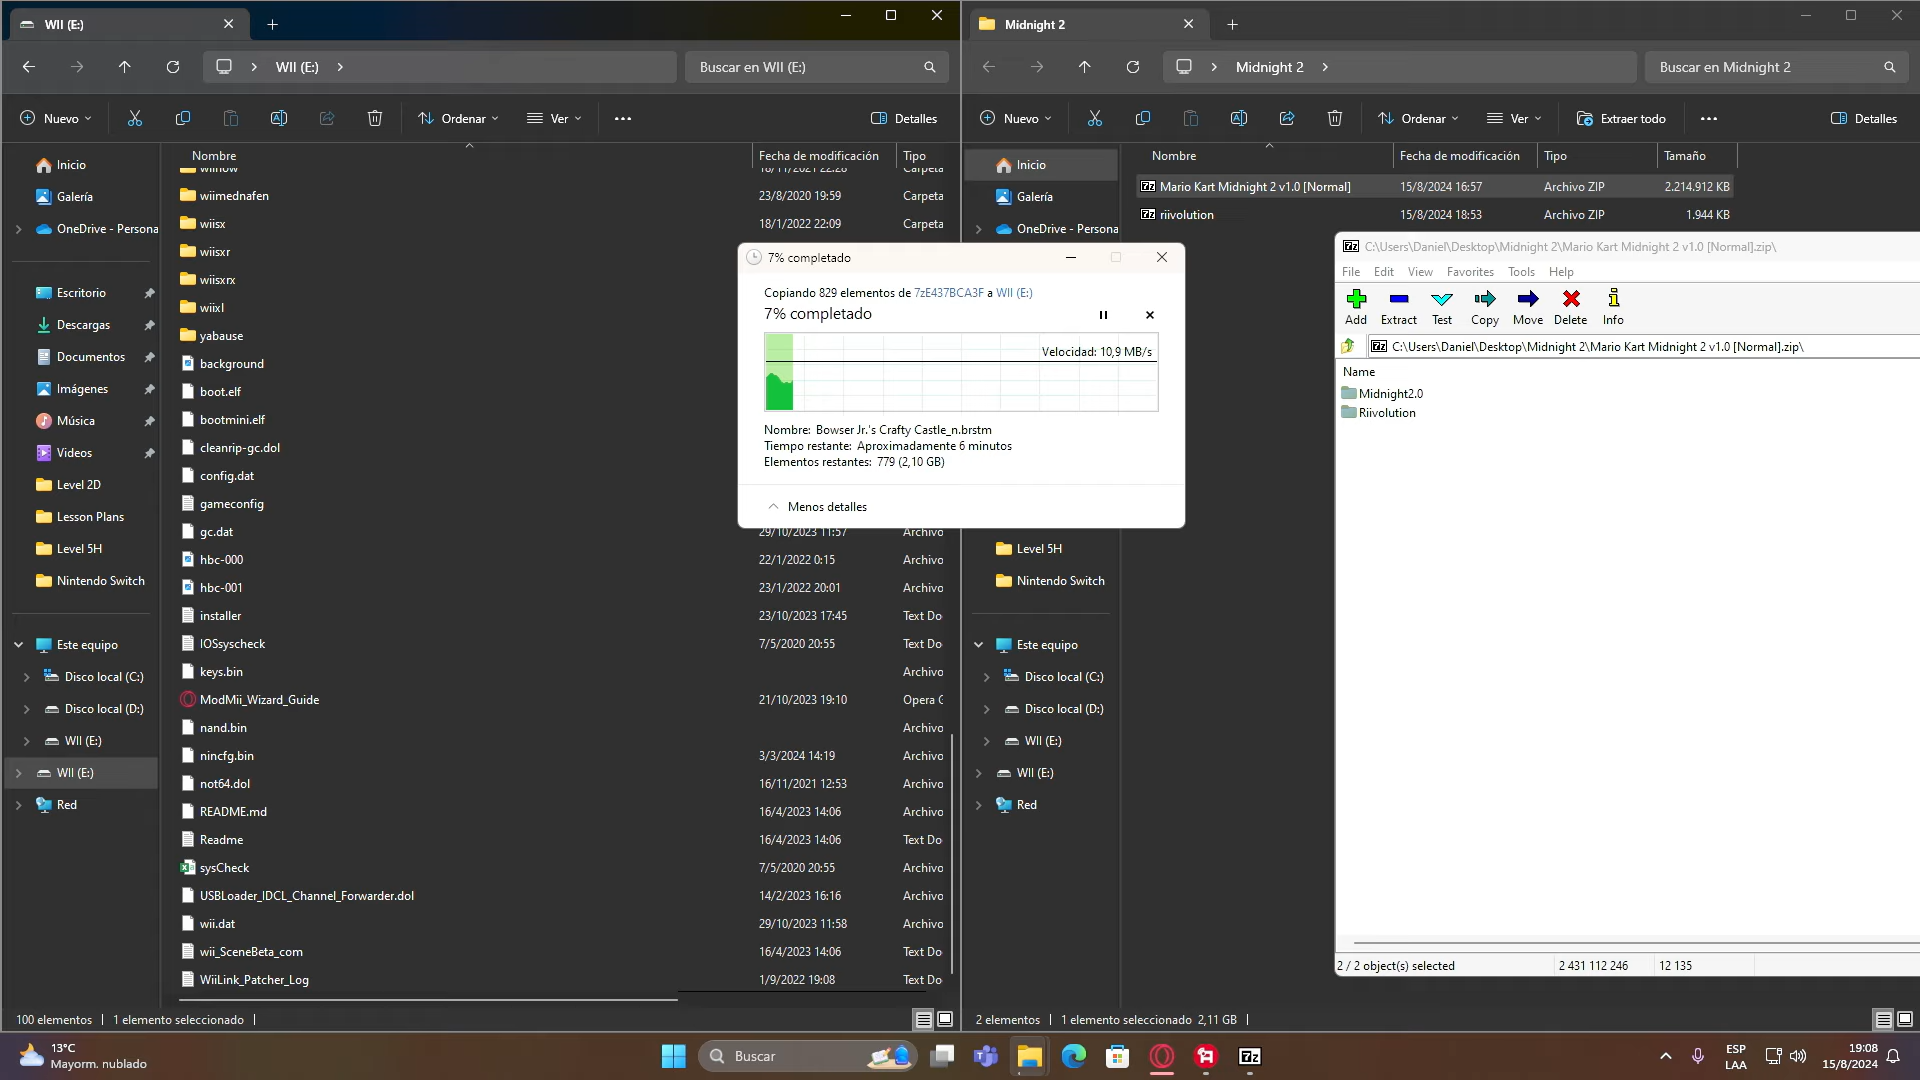 WII (E:)
WII (E:)
Buscar en WII (E:)
Nuevo
Ordenar
Ver
Detalles
Inicio
Galería
OneDrive - Persona
Escritorio
Descargas
Documentos
Imágenes
Música
Videos
Level 2D
Lesson Plans
Level 5H
Nintendo Switch
Este equipo
Disco local (C:)
Disco local (D:)
WII (E:)
WII (E:)
Red
Nombre Fecha de modificación Tipo
wiiflow 18/11/2021 22:28 Carpeta
wiimednafen 23/8/2020 19:59 Carpeta
wiisx 18/1/2022 22:09 Carpeta
wiisxr
wiisxrx
wiixl
yabause
background
boot.elf
bootmini.elf
cleanrip-gc.dol
config.dat
gameconfig
gc.dat 29/10/2023 11:57 Archivo
hbc-000 22/1/2022 0:15 Archivo
hbc-001 23/1/2022 20:01 Archivo
installer 23/10/2023 17:45 Text Do
IOSsyscheck 7/5/2020 20:55 Text Do
keys.bin Archivo
ModMii_Wizard_Guide 21/10/2023 19:10 Opera G
nand.bin Archivo
nincfg.bin 3/3/2024 14:19 Archivo
not64.dol 16/11/2021 12:53 Archivo
README.md 16/4/2023 14:06 Archivo
Readme 16/4/2023 14:06 Text Do
sysCheck 7/5/2020 20:55 Archivo
USBLoader_IDCL_Channel_Forwarder.dol 14/2/2023 16:16 Archivo
wii.dat 29/10/2023 11:58 Archivo
wii_SceneBeta_com 16/4/2023 14:06 Text Do
WiiLink_Patcher_Log 1/9/2022 19:08 Text Do
100 elementos 1 elemento seleccionado
7% completado
Copiando 829 elementos de 7zE437BCA3F a WII (E:)
7% completado
Velocidad: 10,9 MB/s
Nombre: Bowser Jr.'s Crafty Castle_n.brstm
Tiempo restante: Aproximadamente 6 minutos
Elementos restantes: 779 (2,10 GB)
Menos detalles
Midnight 2
Midnight 2
Buscar en Midnight 2
Nuevo
Ordenar
Ver
Extraer todo
Detalles
Inicio
Galería
OneDrive - Persona
Level 5H
Nintendo Switch
Este equipo
Disco local (C:)
Disco local (D:)
WII (E:)
WII (E:)
Red
Nombre Fecha de modificación Tipo Tamaño
Mario Kart Midnight 2 v1.0 [Normal] 15/8/2024 16:57 Archivo ZIP 2.214.912 KB
riivolution 15/8/2024 18:53 Archivo ZIP 1.944 KB
2 elementos 1 elemento seleccionado 2,11 GB
7z C:\Users\Daniel\Desktop\Midnight 2\Mario Kart Midnight 2 v1.0 [Normal].zip\
File Edit View Favorites Tools Help
Add Extract Test Copy Move Delete Info
7z C:\Users\Daniel\Desktop\Midnight 2\Mario Kart Midnight 2 v1.0 [Normal].zip\
Name
Midnight2.0
Riivolution
2 / 2 object(s) selected 2 431 112 246 12 135
13°C
Mayorm. nublado
Buscar
7z
ESP
LAA
19:08
15/8/2024